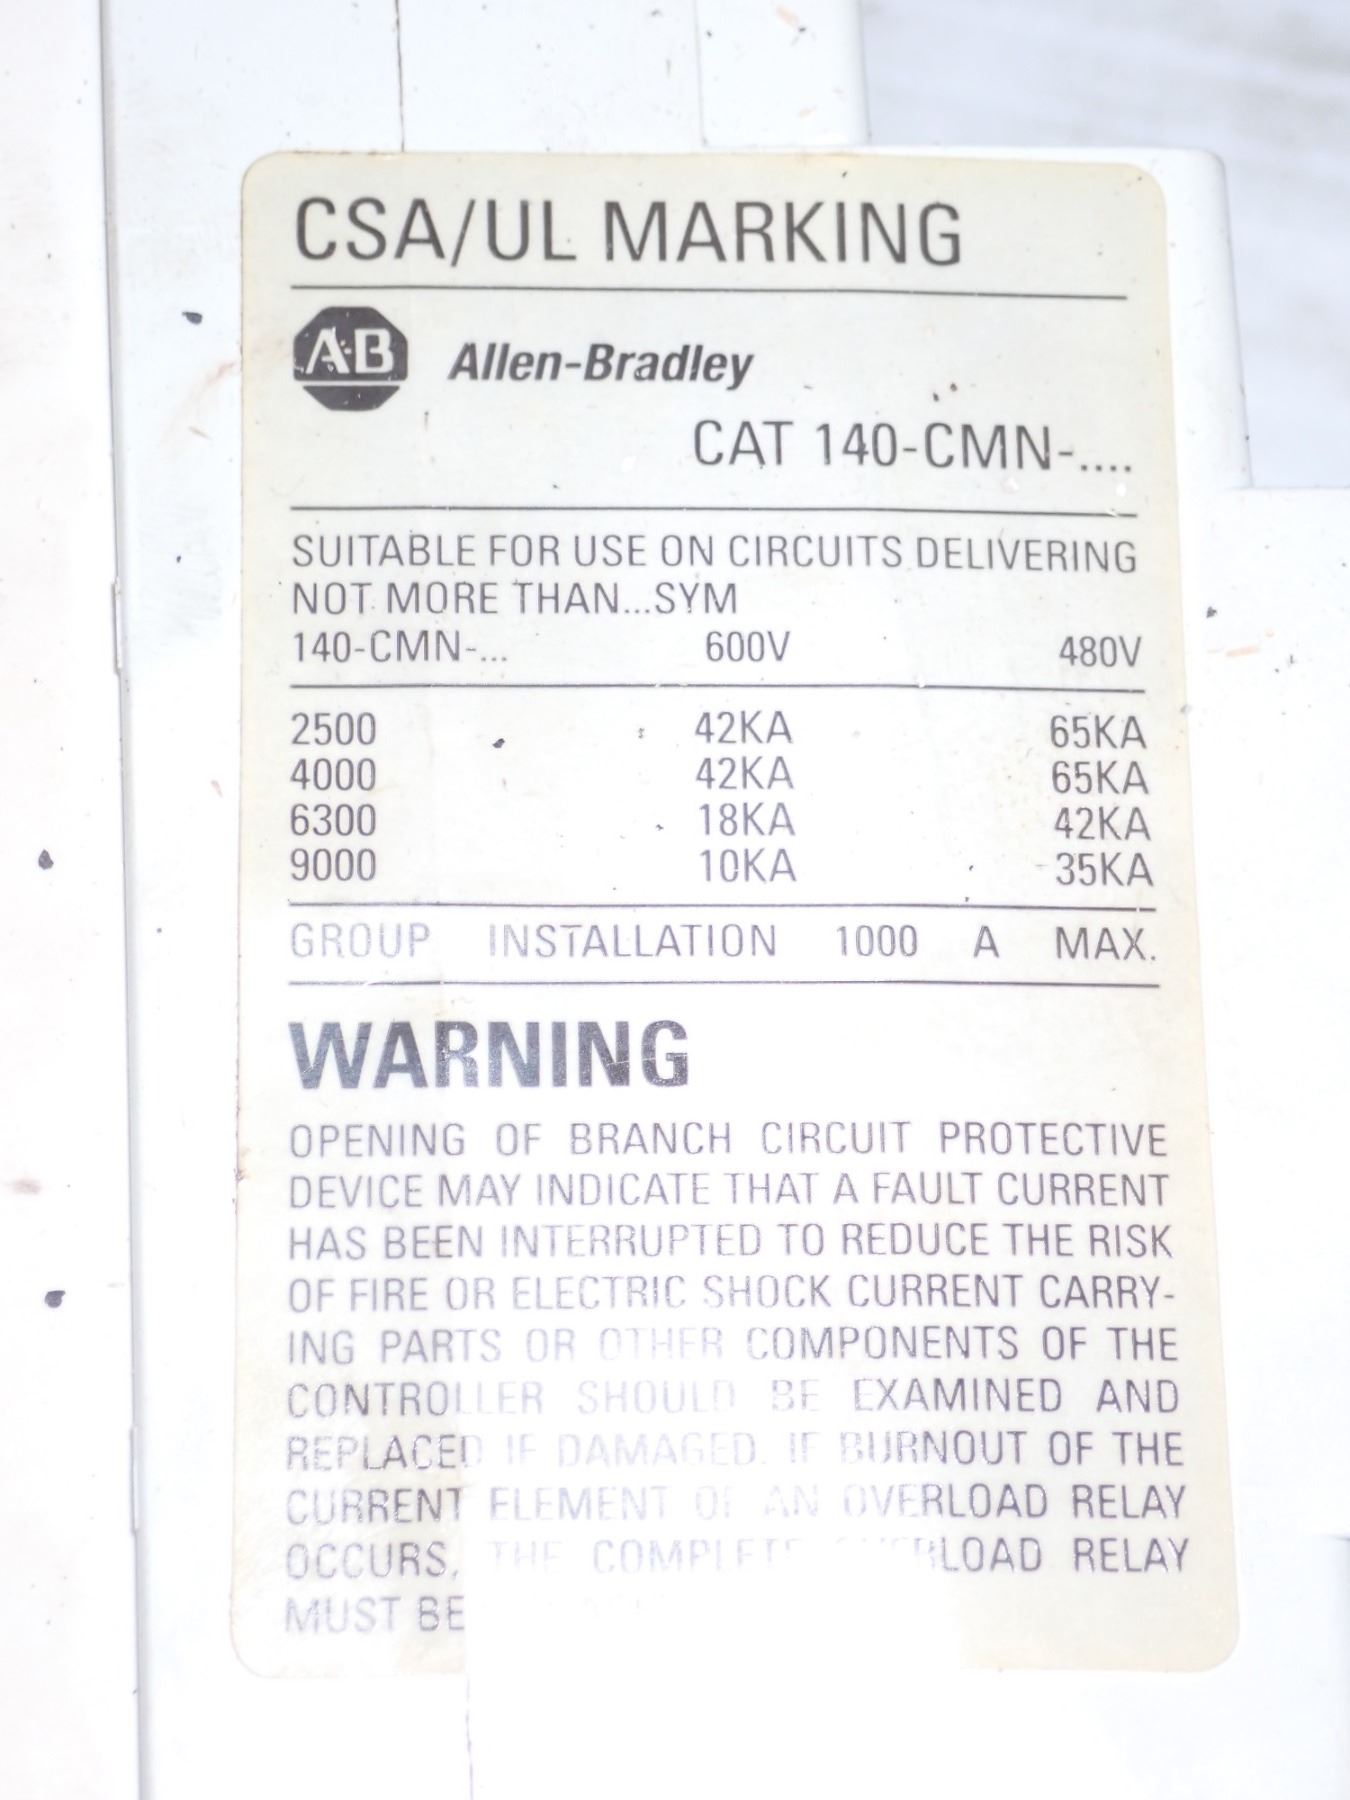 CSA/UL MARKING
A-B Allen-Bradley
CAT 140-CMN-....
SUITABLE FOR USE ON CIRCUITS DELIVERING
NOT MORE THAN...SYM
140-CMN-... 600V 480V
2500 42KA 65KA
4000 42KA 65KA
6300 18KA 42KA
9000 10KA 35KA
GROUP INSTALLATION 1000 A MAX.
WARNING
OPENING OF BRANCH CIRCUIT PROTECTIVE
DEVICE MAY INDICATE THAT A FAULT CURRENT
HAS BEEN INTERRUPTED TO REDUCE THE RISK
OF FIRE OR ELECTRIC SHOCK CURRENT CARRY-
ING PARTS OR OTHER COMPONENTS OF THE
CONTROLLER SHOULD BE EXAMINED AND
REPLACED IF DAMAGED. IF BURNOUT OF THE
CURRENT ELEMENT OF AN OVERLOAD RELAY
OCCURS, THE COMPLETE OVERLOAD RELAY
MUST BE